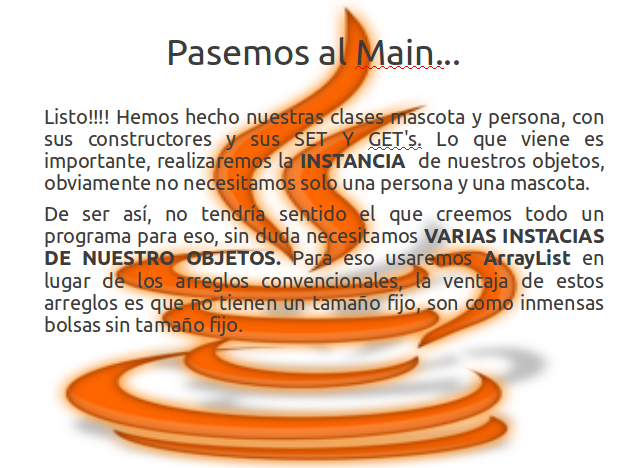 Pasemos al Main...
Listo!!!! Hemos hecho nuestras clases mascota y persona, con
sus constructores y sus SET Y GET's. Lo que viene es
importante, realizaremos la INSTANCIA de nuestros objetos,
obviamente no necesitamos solo una persona y una mascota.
De ser así, no tendría sentido el que creemos todo un
programa para eso, sin duda necesitamos VARIAS INSTACIAS
DE NUESTRO OBJETOS. Para eso usaremos ArrayList en
lugar de los arreglos convencionales, la ventaja de estos
arreglos es que no tienen un tamaño fijo, son como inmensas
bolsas sin tamaño fijo.